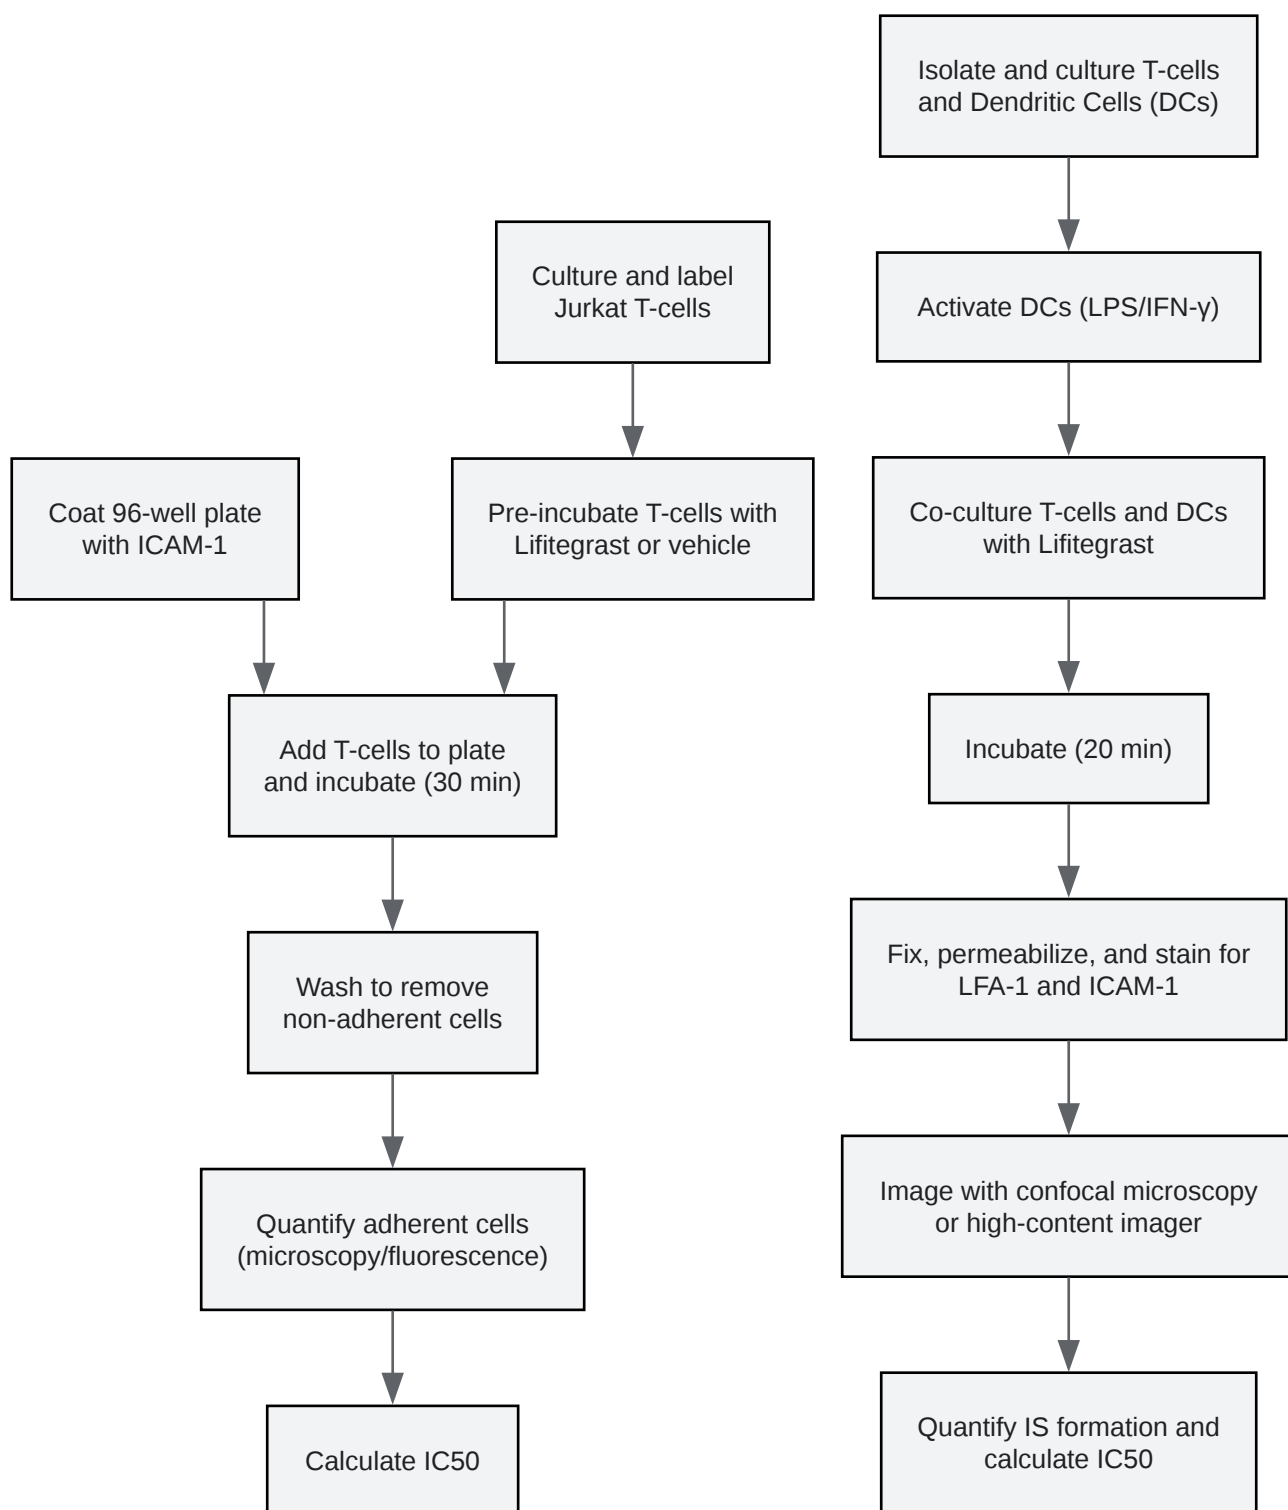 Isolate and culture T-cells
and Dendritic Cells (DCs)
Culture and label
Jurkat T-cells
Activate DCs (LPS/IFN-γ)
Coat 96-well plate
with ICAM-1
Pre-incubate T-cells with
Lifitegrast or vehicle
Co-culture T-cells and DCs
with Lifitegrast
Add T-cells to plate
and incubate (30 min)
Incubate (20 min)
Wash to remove
non-adherent cells
Fix, permeabilize, and stain for
LFA-1 and ICAM-1
Quantify adherent cells
(microscopy/fluorescence)
Image with confocal microscopy
or high-content imager
Calculate IC50
Quantify IS formation and
calculate IC50